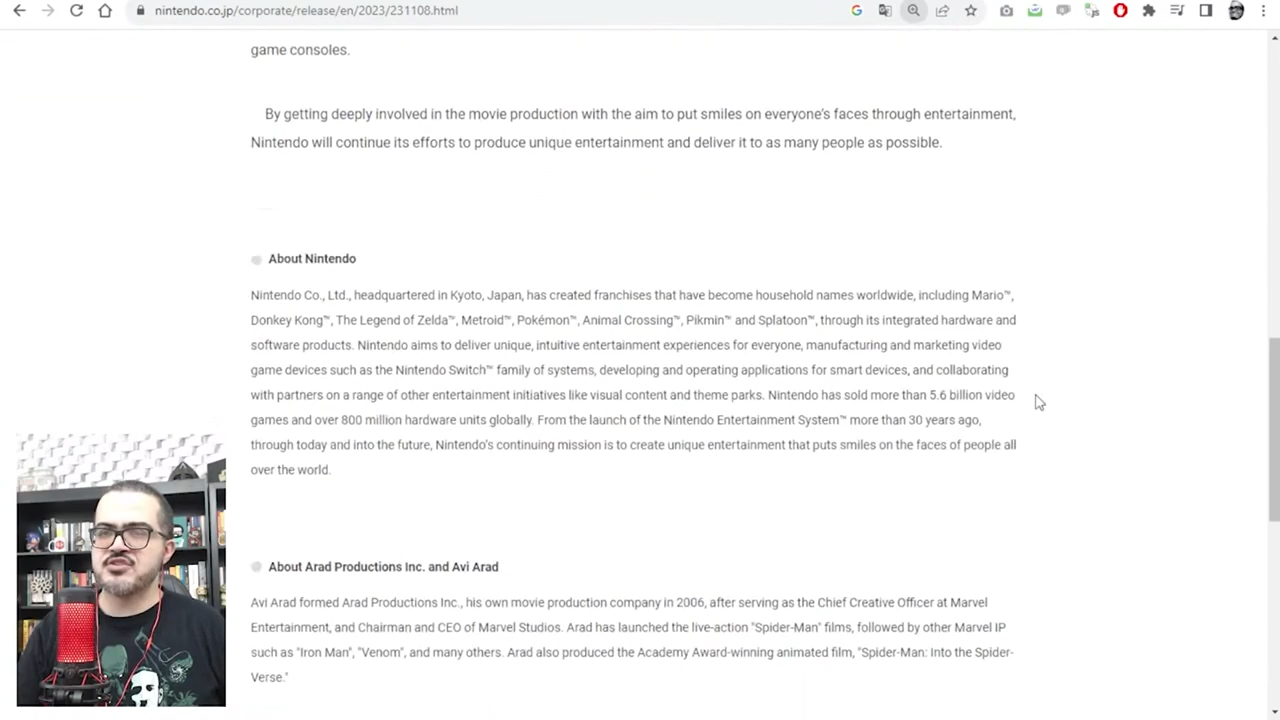 nintendo.co.jp/corporate/release/en/2023/231108.html
game consoles.
By getting deeply involved in the movie production with the aim to put smiles on everyone's faces through entertainment,
Nintendo will continue its efforts to produce unique entertainment and deliver it to as many people as possible.
About Nintendo
Nintendo Co., Ltd., headquartered in Kyoto, Japan, has created franchises that have become household names worldwide, including Mario™,
Donkey Kong™, The Legend of Zelda™, Metroid™, Pokémon™, Animal Crossing™, Pikmin™ and Splatoon™, through its integrated hardware and
software products. Nintendo aims to deliver unique, intuitive entertainment experiences for everyone, manufacturing and marketing video
game devices such as the Nintendo Switch™ family of systems, developing and operating applications for smart devices, and collaborating
with partners on a range of other entertainment initiatives like visual content and theme parks. Nintendo has sold more than 5.6 billion video
games and over 800 million hardware units globally. From the launch of the Nintendo Entertainment System™ more than 30 years ago,
through today and into the future, Nintendo's continuing mission is to create unique entertainment that puts smiles on the faces of people all
over the world.
About Arad Productions Inc. and Avi Arad
Avi Arad formed Arad Productions Inc., his own movie production company in 2006, after serving as the Chief Creative Officer at Marvel
Entertainment, and Chairman and CEO of Marvel Studios. Arad has launched the live-action "Spider-Man" films, followed by other Marvel IP
such as "Iron Man", "Venom", and many others. Arad also produced the Academy Award-winning animated film, "Spider-Man: Into the Spider-
Verse."